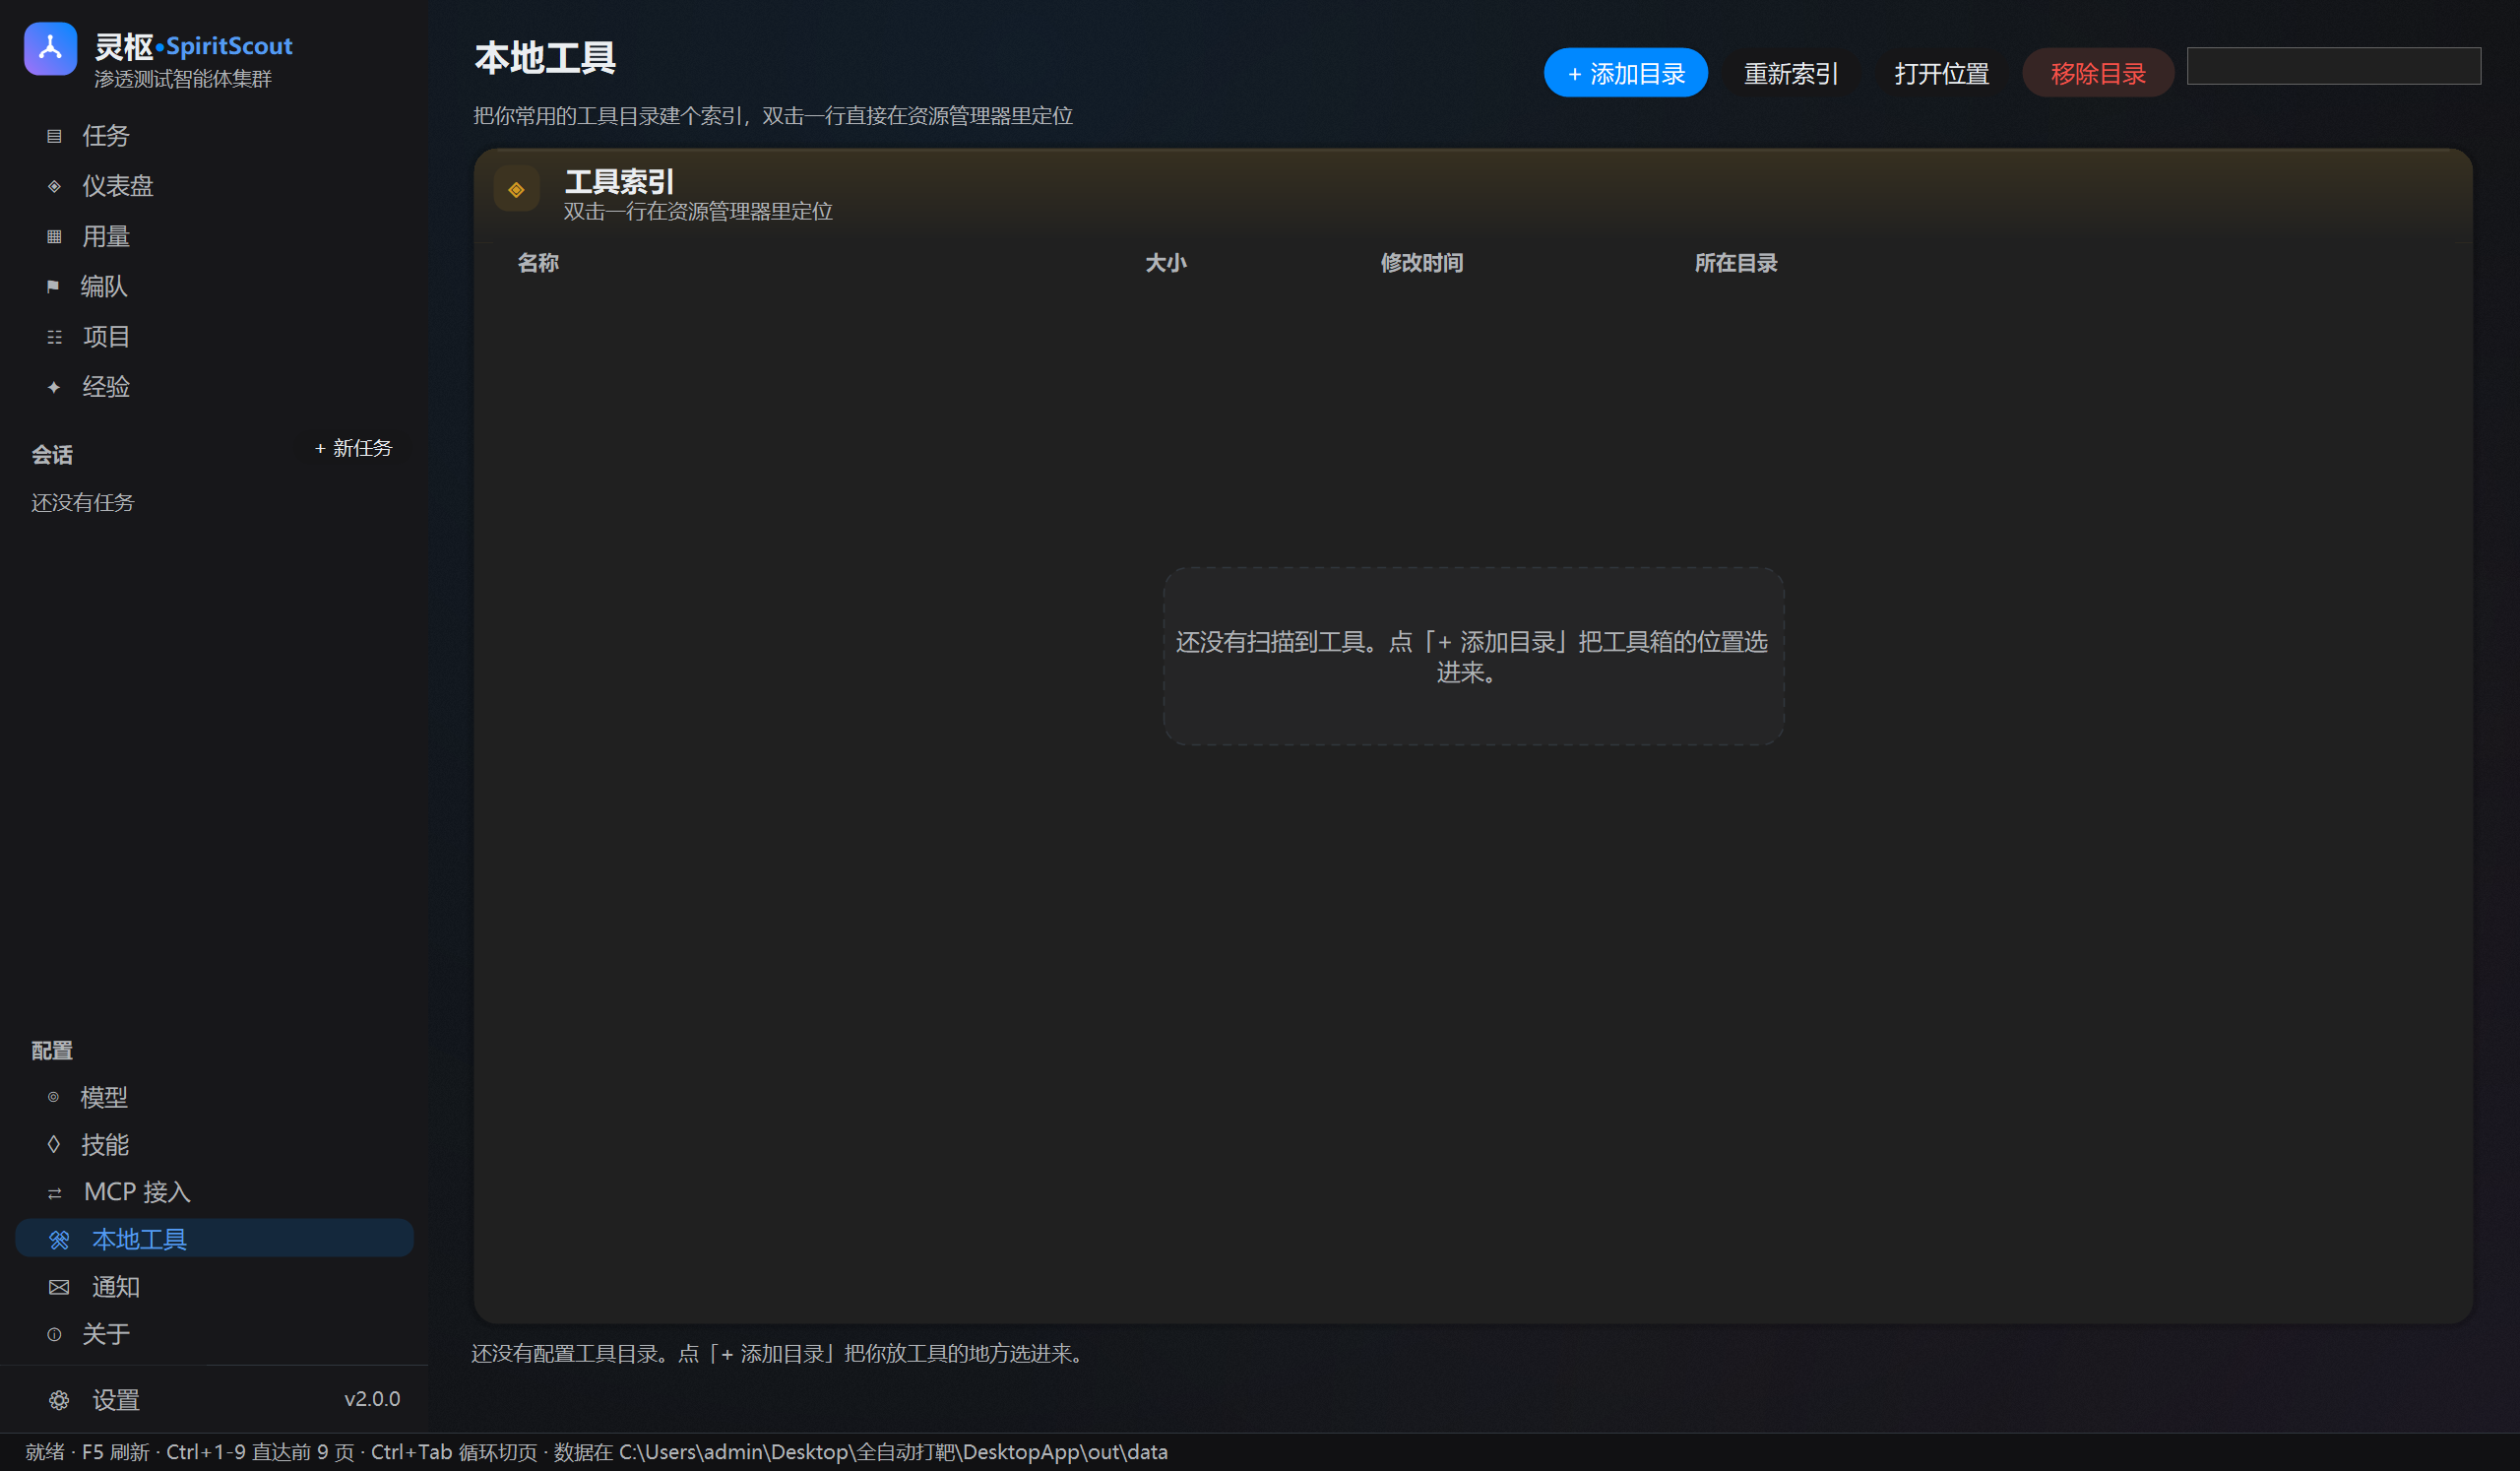 灵枢•SpiritScout
渗透测试智能体集群
任务
仪表盘
用量
编队
项目
经验
会话
+ 新任务
还没有任务
配置
模型
技能
MCP 接入
本地工具
通知
关于
设置
v2.0.0
本地工具
把你常用的工具目录建个索引，双击一行直接在资源管理器里定位
+ 添加目录
重新索引
打开位置
移除目录
工具索引
双击一行在资源管理器里定位
名称 大小 修改时间 所在目录
还没有扫描到工具。点「+ 添加目录」把工具箱的位置选
进来。
还没有配置工具目录。点「+ 添加目录」把你放工具的地方选进来。
就绪 · F5 刷新 · Ctrl+1-9 直达前 9 页 · Ctrl+Tab 循环切页 · 数据在 C:\Users\admin\Desktop\全自动打靶\DesktopApp\out\data